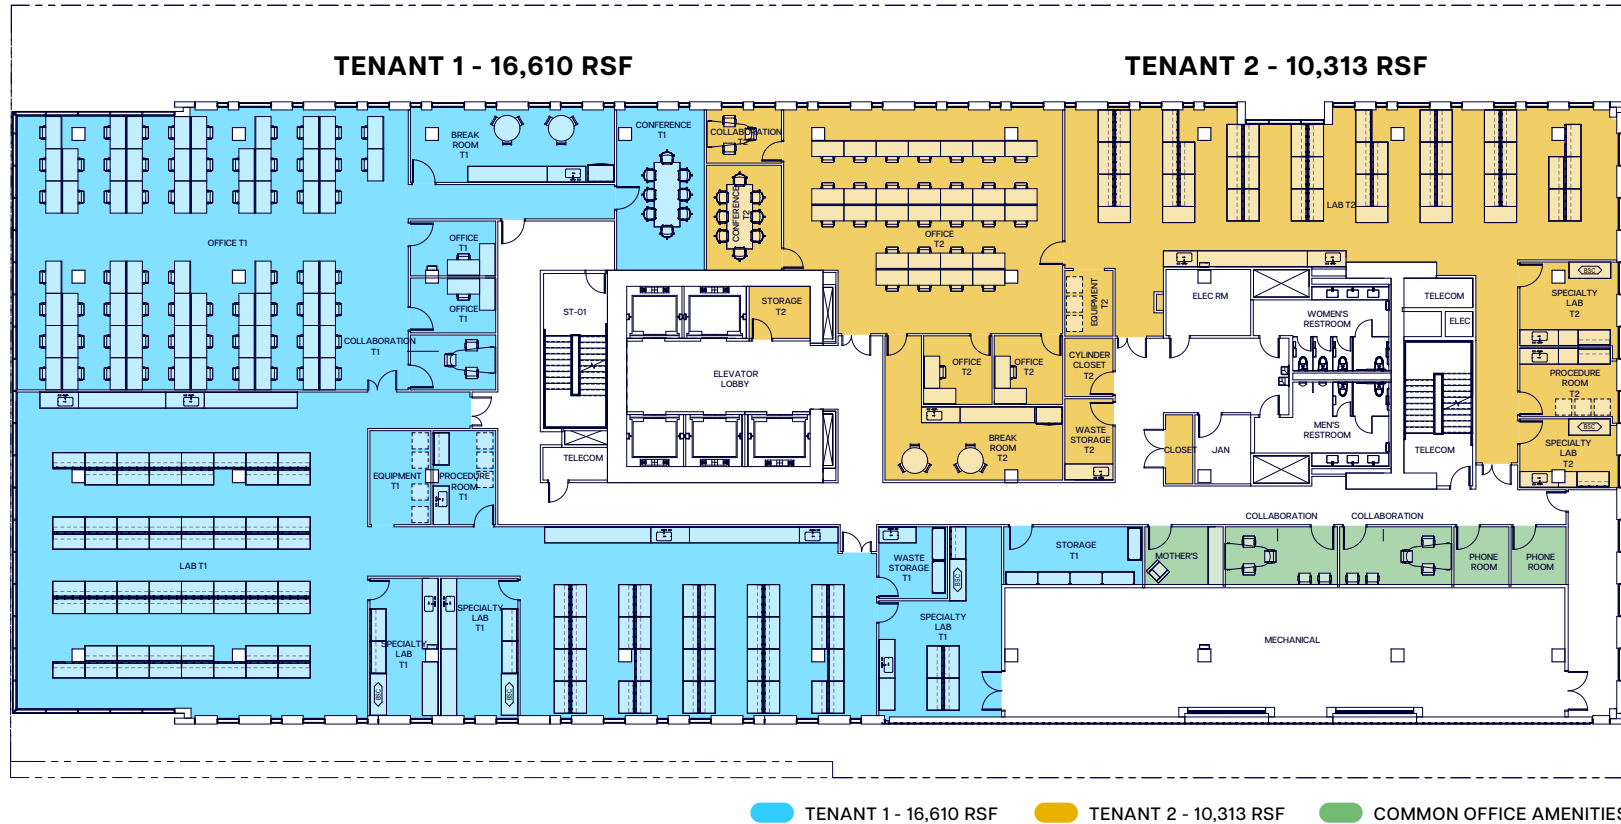 TENANT 1 - 16,610 RSF
TENANT 2 - 10,313 RSF
BREAK
ROOM
T1
CONFERENCE
T1
COLLABORATION
T2
CONFERENCE
T2
OFFICE T1
OFFICE
T1
OFFICE
T1
COLLABORATION
T1
OFFICE
T2
LAB T2
ST-01
STORAGE
T2
ELEVATOR
LOBBY
EQUIPMENT
T2
ELEC RM
WOMEN'S
RESTROOM
TELECOM
ELEC
BSC
SPECIALTY
LAB
T2
OFFICE
T2
OFFICE
T2
CYLINDER
CLOSET
T2
PROCEDURE
ROOM
T2
BREAK
ROOM
T2
WASTE
STORAGE
T2
CLOSET
JAN
MEN'S
RESTROOM
TELECOM
BSC
SPECIALTY
LAB
T2
TELECOM
EQUIPMENT
T1
PROCEDURE
ROOM
T1
COLLABORATION
COLLABORATION
LAB T1
WASTE
STORAGE
T1
BSC
STORAGE
T1
MOTHER'S
PHONE
ROOM
PHONE
ROOM
SPECIALTY
LAB
T1
SPECIALTY
LAB
T1
SPECIALTY
LAB
T1
BSC
BSC
MECHANICAL
TENANT 1 - 16,610 RSF
TENANT 2 - 10,313 RSF
COMMON OFFICE AMENITIES